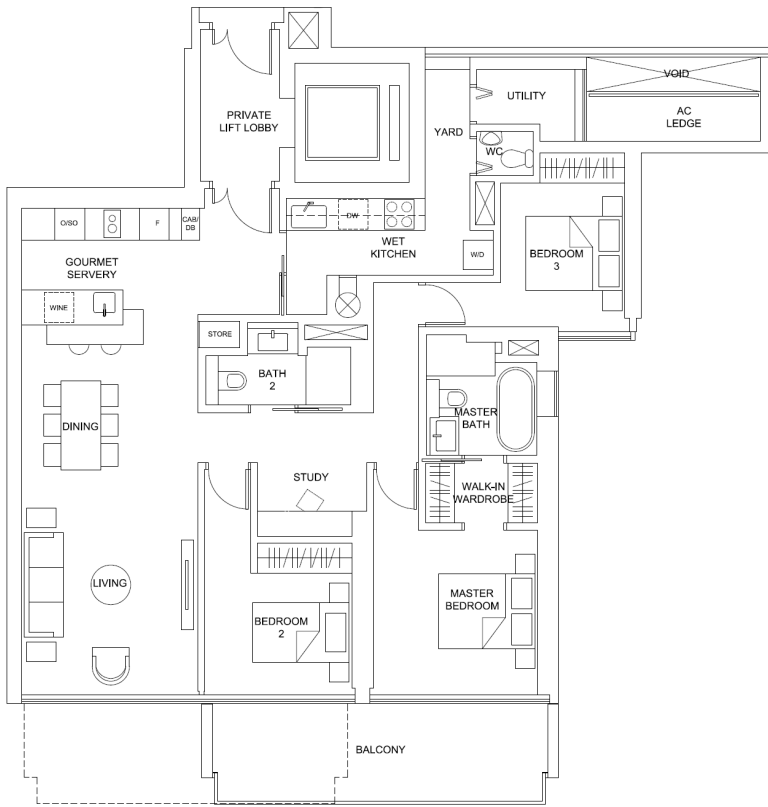 VOID
UTILITY
AC
LEDGE
PRIVATE
LIFT LOBBY
YARD
WC
O/SO
F
CAB/
DB
DW
WET
KITCHEN
W/D
BEDROOM
3
GOURMET
SERVERY
WINE
STORE
BATH
2
MASTER
BATH
DINING
STUDY
WALK-IN
WARDROBE
LIVING
BEDROOM
2
MASTER
BEDROOM
BALCONY